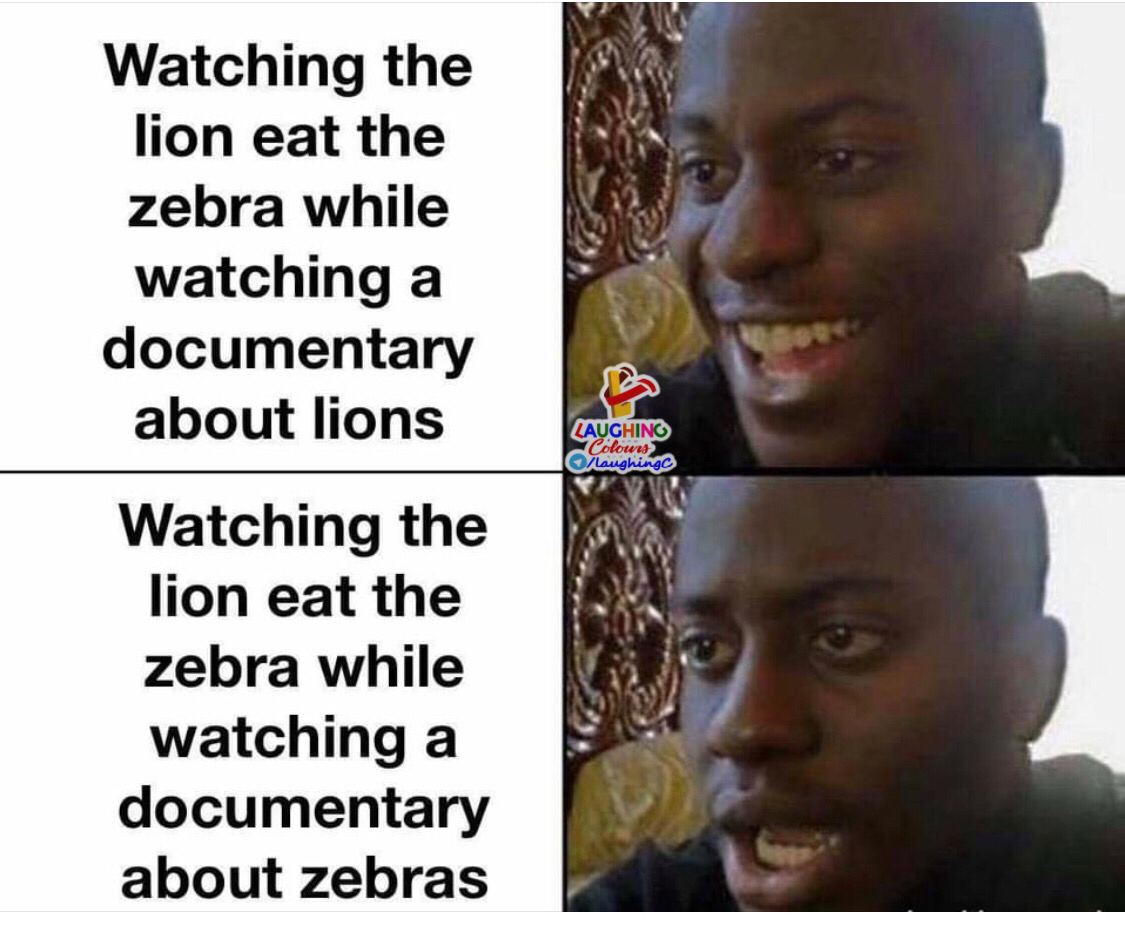 Watching the
lion eat the
zebra while
watching a
documentary
about lions
LAUGHING
Colours
/LaughingC
Watching the
lion eat the
zebra while
watching a
documentary
about zebras